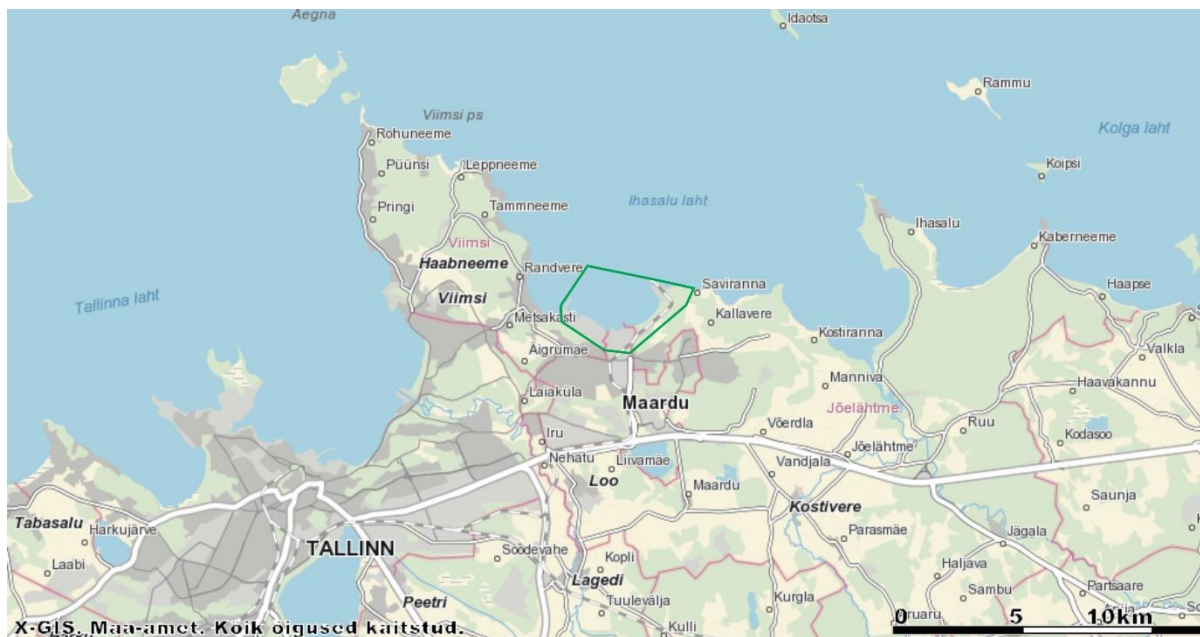 Aegna
Idaotsa
Rammu
Viimsi ps
Kolga laht
Rohuneeme
Püünsi
Leppneeme
Koipsi
Ihasalu laht
Pringi
Tammneeme
Ihasalu
Viimsi
Kaberneeme
Haabneeme
Randvere
Saviranna
Haapse
Tallinna laht
Viimsi
Metsakasti
Kallavere
Kostiranna
Äigrumäe
Valkla
Manniva
Haavakannu
Laiaküla
Maardu
Jõelähtme
Võerdla
Ruu
Iru
Kodasoo
Nehatu
Liivamäe
Jõelähtme
Loo
Vandjala
Maardu
Saunja
Tabasalu
Harkujärve
Kostivere
Parasmäe
Jägala
TALLINN
Laabi
Söödevahe
Kopli
Lagedi
Haljava
Partsaare
Peetri
Tuulevälja
Kurgla
Sambu
0 5 10km
X-GIS. Maa-amet. Kõik õigused kaitstud.
Kulli